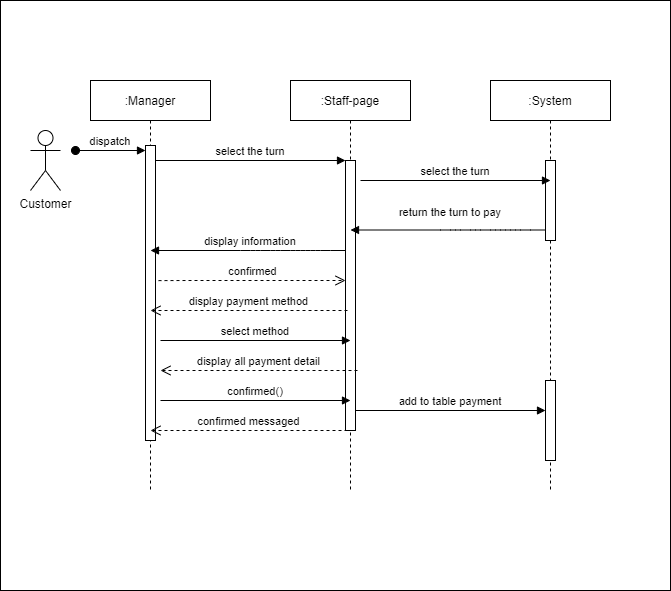 :Manager
:Staff-page
:System
dispatch
Customer
select the turn
select the turn
return the turn to pay
display information
confirmed
display payment method
select method
display all payment detail
confirmed()
add to table payment
confirmed messaged